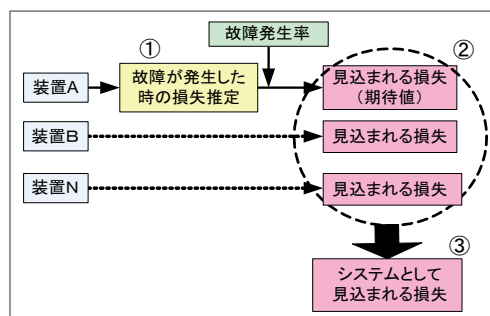 故障発生率
①
②
装置A
故障が発生した
時の損失推定
見込まれる損失
(期待値)
装置B
見込まれる損失
装置N
見込まれる損失
③
システムとして
見込まれる損失